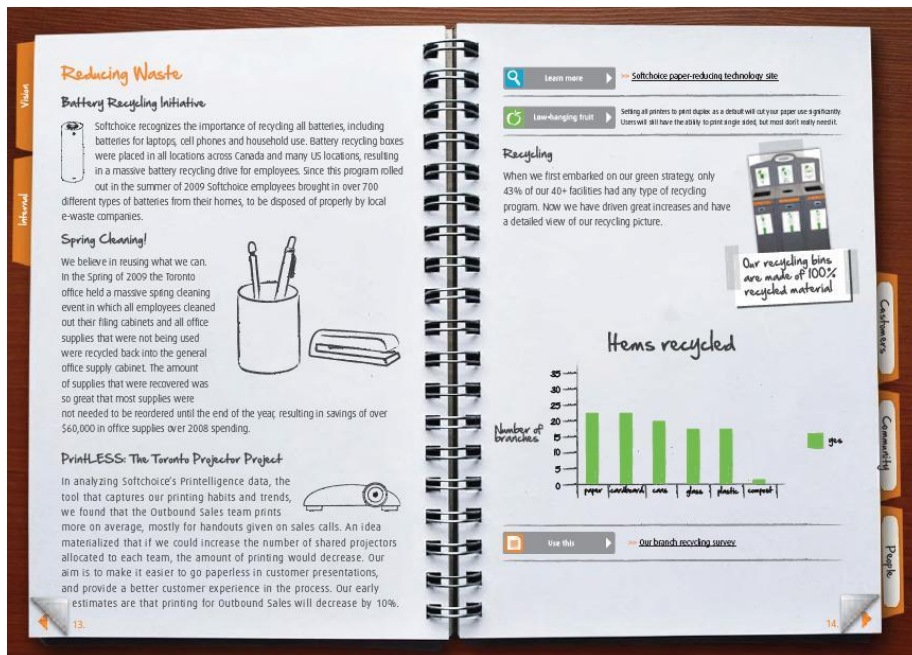 Vision
Internal
Reducing Waste
Battery Recycling Initiative
Softchoice recognizes the importance of recycling all batteries, including
batteries for laptops, cell phones and household use. Battery recycling boxes
were placed in all locations across Canada and many US locations, resulting
in a massive battery recycling drive for employees. Since this program rolled
out in the summer of 2009 Softchoice employees brought in over 700
different types of batteries from their homes, to be disposed of properly by local
e-waste companies.
Spring Cleaning!
We believe in reusing what we can.
In the Spring of 2009 the Toronto
office held a massive spring cleaning
event in which all employees cleaned
out their filing cabinets and all office
supplies that were not being used
were recycled back into the general
office supply cabinet. The amount
of supplies that were recovered was
so great that most supplies were
not needed to be reordered until the end of the year, resulting in savings of over
$60,000 in office supplies over 2008 spending.
PrintLESS: The Toronto Projector Project
In analyzing Softchoice's Printelligence data, the
tool that captures our printing habits and trends,
we found that the Outbound Sales team prints
more on average, mostly for handouts given on sales calls. An idea
materialized that if we could increase the number of shared projectors
allocated to each team, the amount of printing would decrease. Our
aim is to make it easier to go paperless in customer presentations,
and provide a better customer experience in the process. Our early
estimates are that printing for Outbound Sales will decrease by 10%.
13.
Learn more >> Softchoice paper-reducing technology site
Low-hanging fruit
Setting all printers to print duplex as a default will cut your paper use significantly.
Users will still have the ability to print single sided, but most don't really need it.
Recycling
When we first embarked on our green strategy, only
43% of our 40+ facilities had any type of recycling
program. Now we have driven great increases and have
a detailed view of our recycling picture.
Our recycling bins
are made of 100%
recycled material
Items recycled
35
30
25
20
15
10
5
0
Number of
branches
paper cardboard cans glass plastic compost
yes
Use this >> Our branch recycling survey
14.
Customers
Community
People